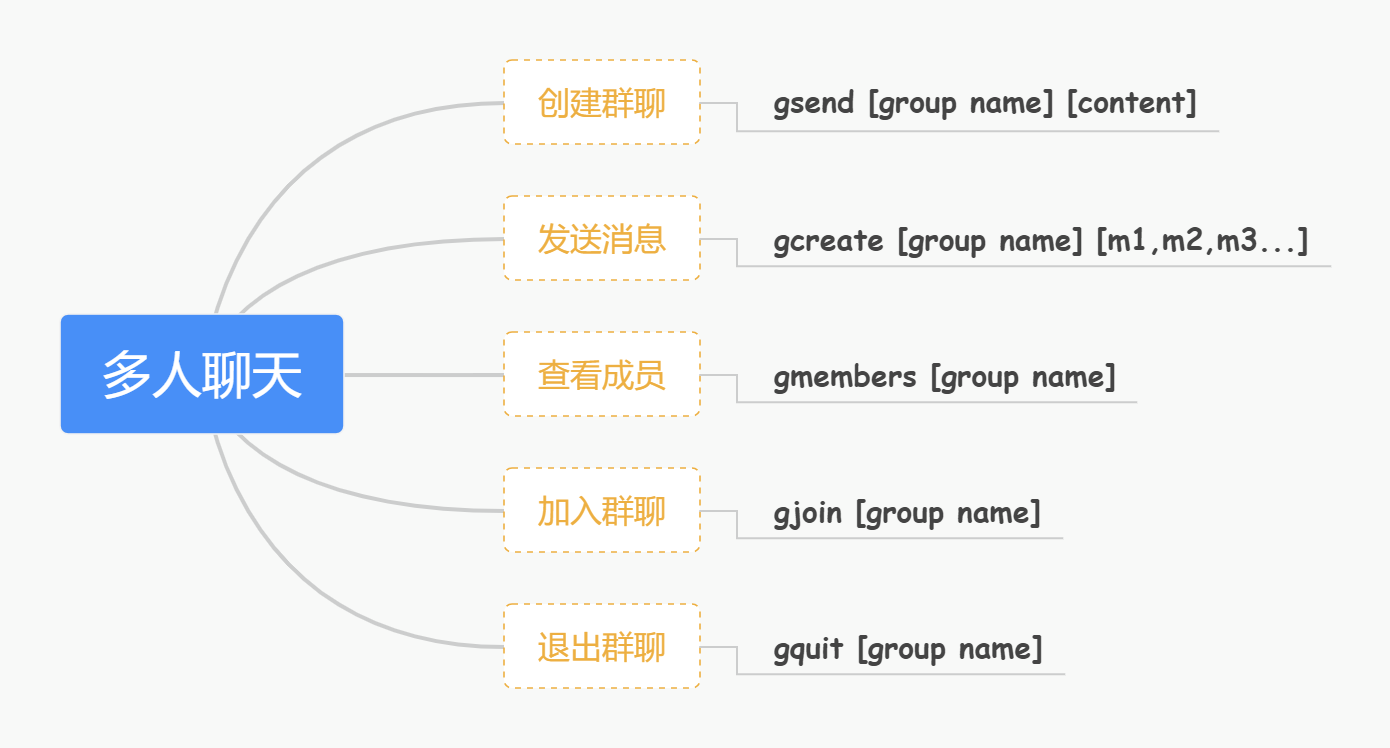 多人聊天
创建群聊
gsend [group name] [content]
发送消息
gcreate [group name] [m1,m2,m3...]
查看成员
gmembers [group name]
加入群聊
gjoin [group name]
退出群聊
gquit [group name]